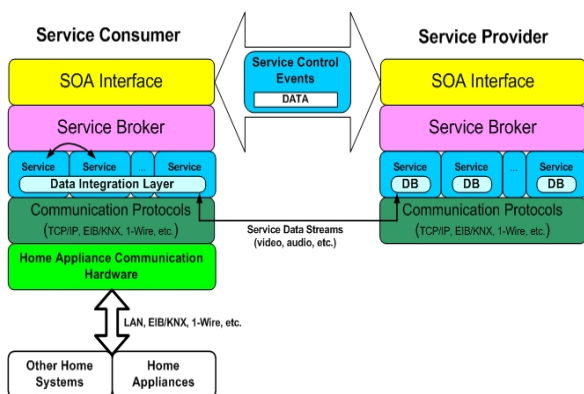 Service Consumer
SOA Interface
Service Broker
Service Service ... Service
Data Integration Layer
Communication Protocols
(TCP/IP, EIB/KNX, 1-Wire, etc.)
Home Appliance Communication
Hardware
LAN, EIB/KNX, 1-Wire, etc.
Other Home
Systems
Home
Appliances
Service Control
Events
DATA
Service Data Streams
(video, audio, etc.)
Service Provider
SOA Interface
Service Broker
Service Service ... Service
DB DB DB
Communication Protocols
(TCP/IP, EIB/KNX, 1-Wire, etc.)